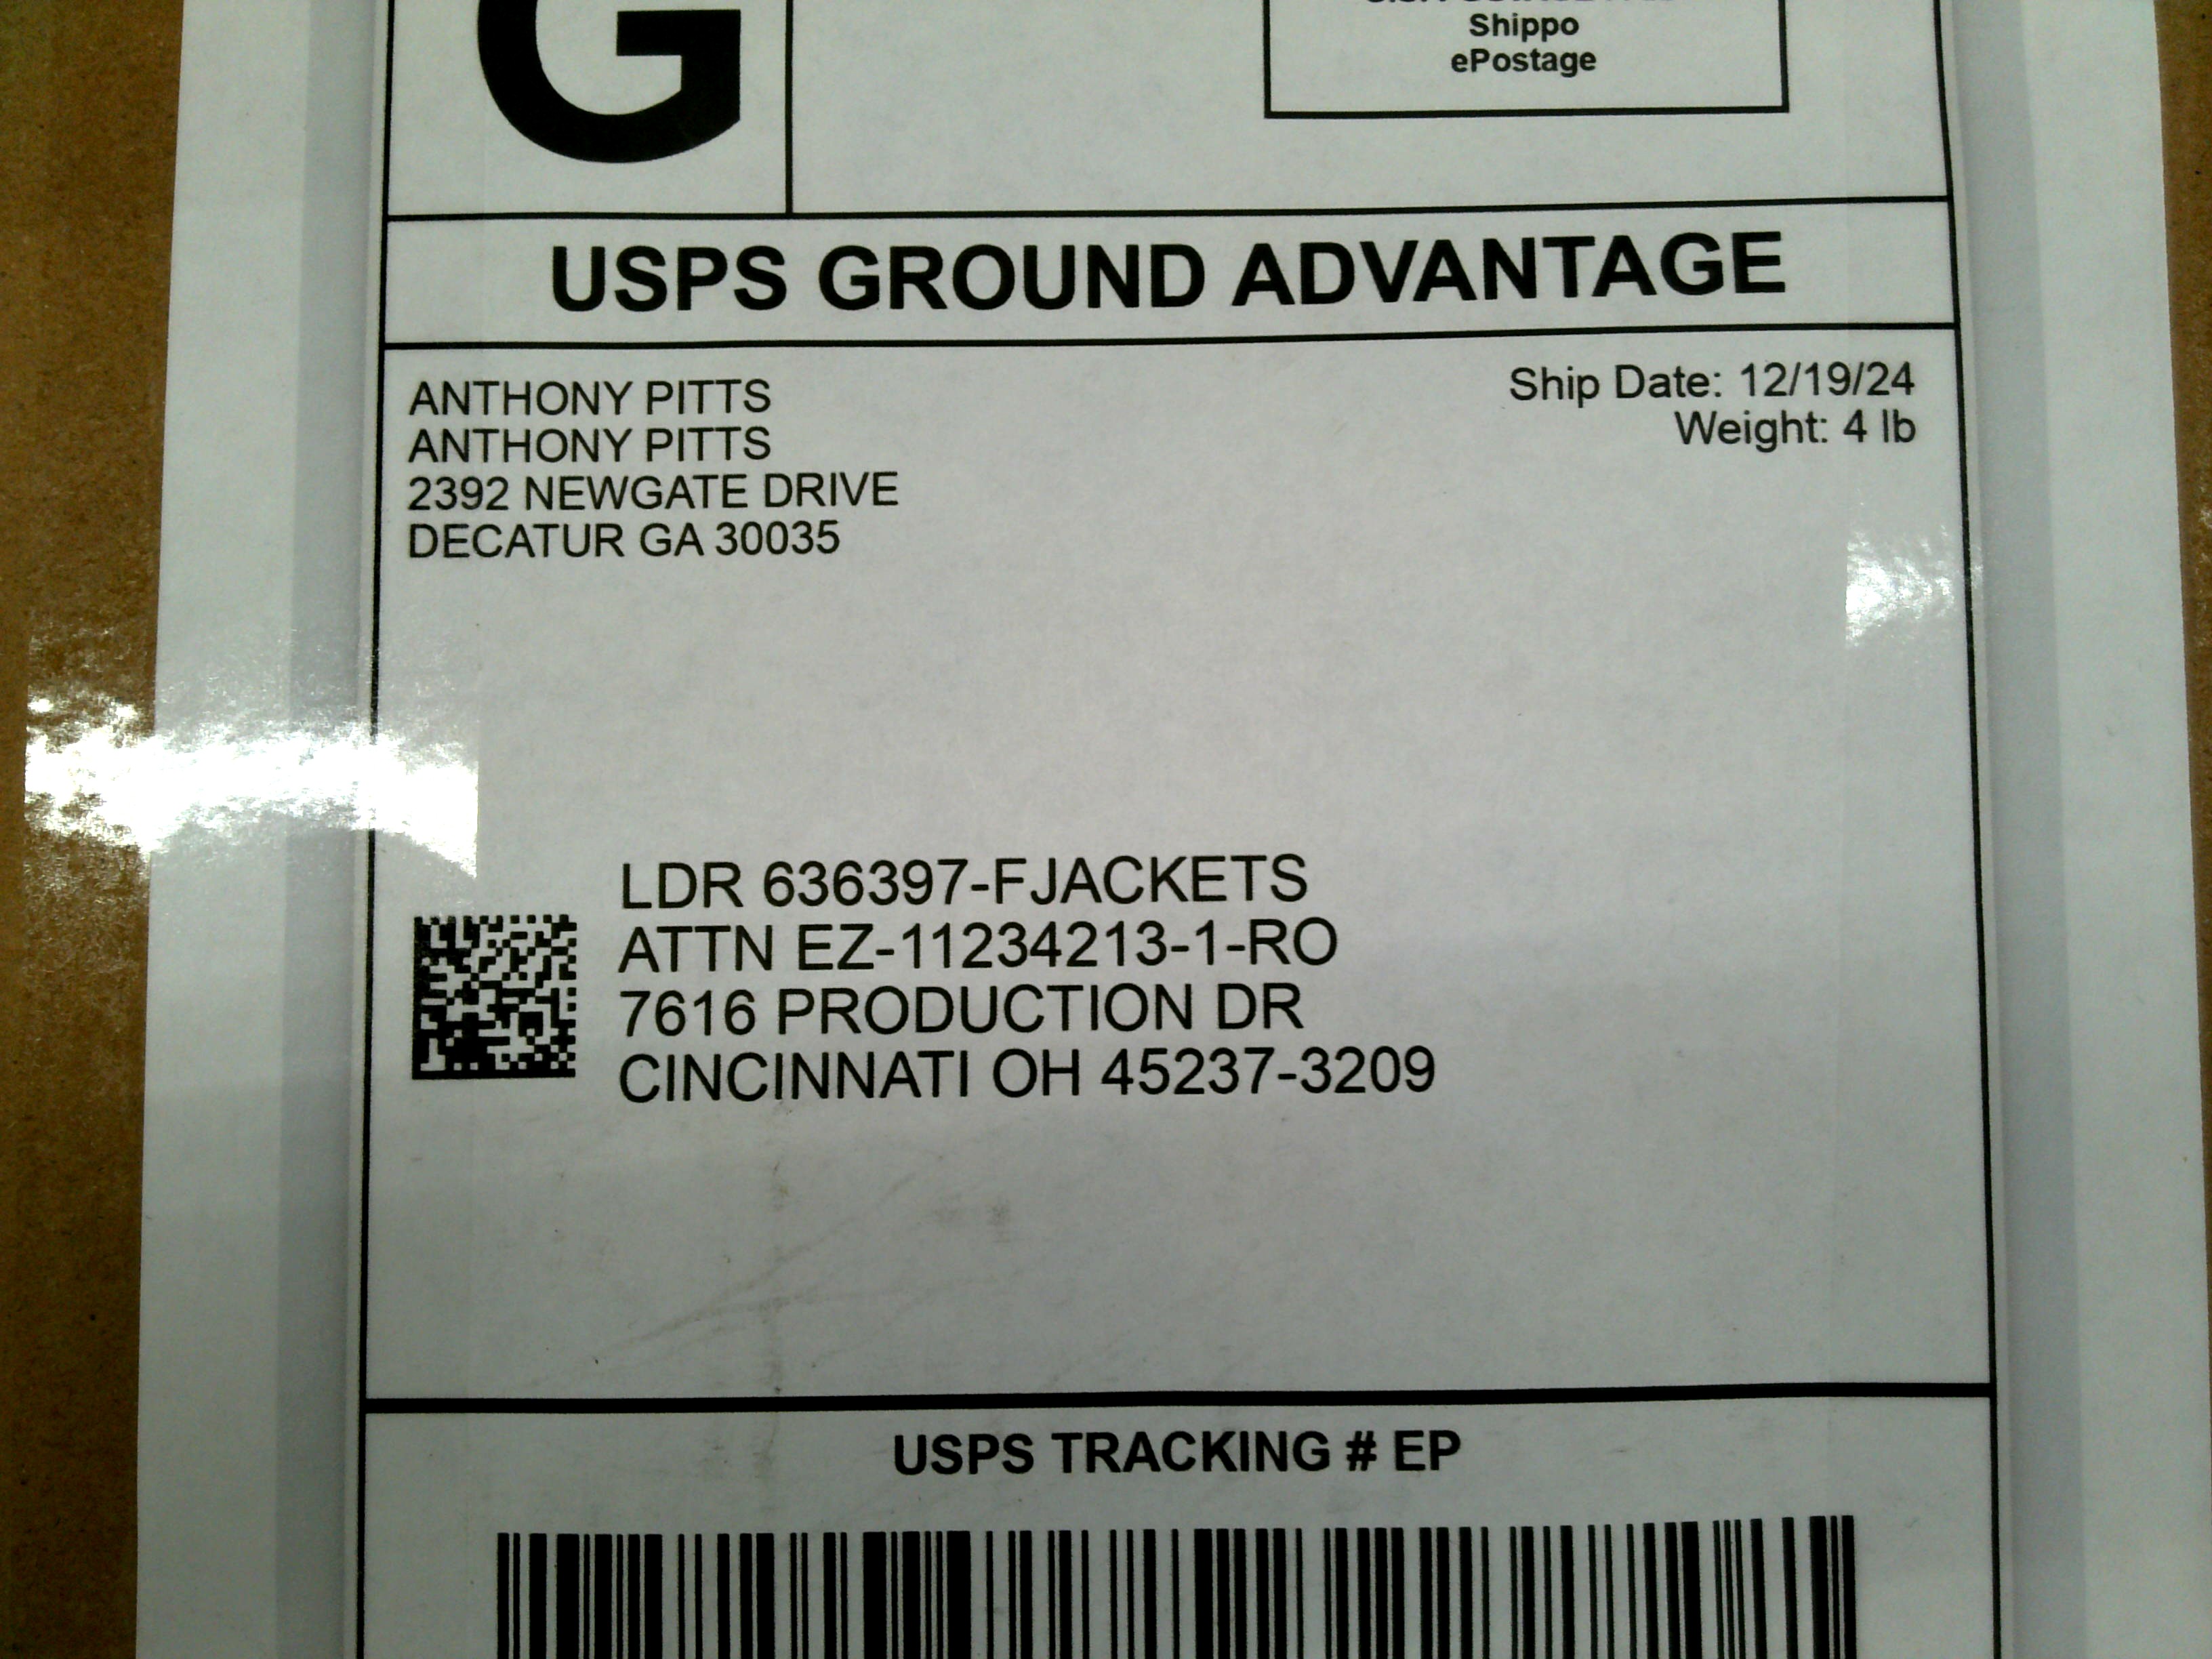 G
Shippo
ePostage
USPS GROUND ADVANTAGE
ANTHONY PITTS
ANTHONY PITTS
2392 NEWGATE DRIVE
DECATUR GA 30035
Ship Date: 12/19/24
Weight: 4 lb
LDR 636397-FJACKETS
ATTN EZ-11234213-1-RO
7616 PRODUCTION DR
CINCINNATI OH 45237-3209
USPS TRACKING # EP